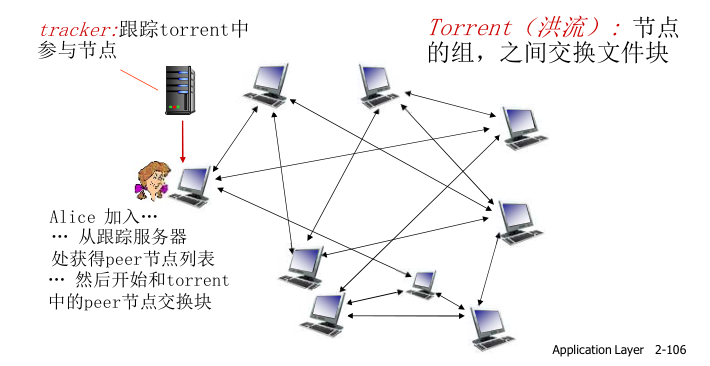 tracker:跟踪torrent中
参与节点
Torrent（洪流）: 节点
的组，之间交换文件块
Alice 加入…
… 从跟踪服务器
处获得peer节点列表
… 然后开始和torrent
中的peer节点交换块
Application Layer 2-106